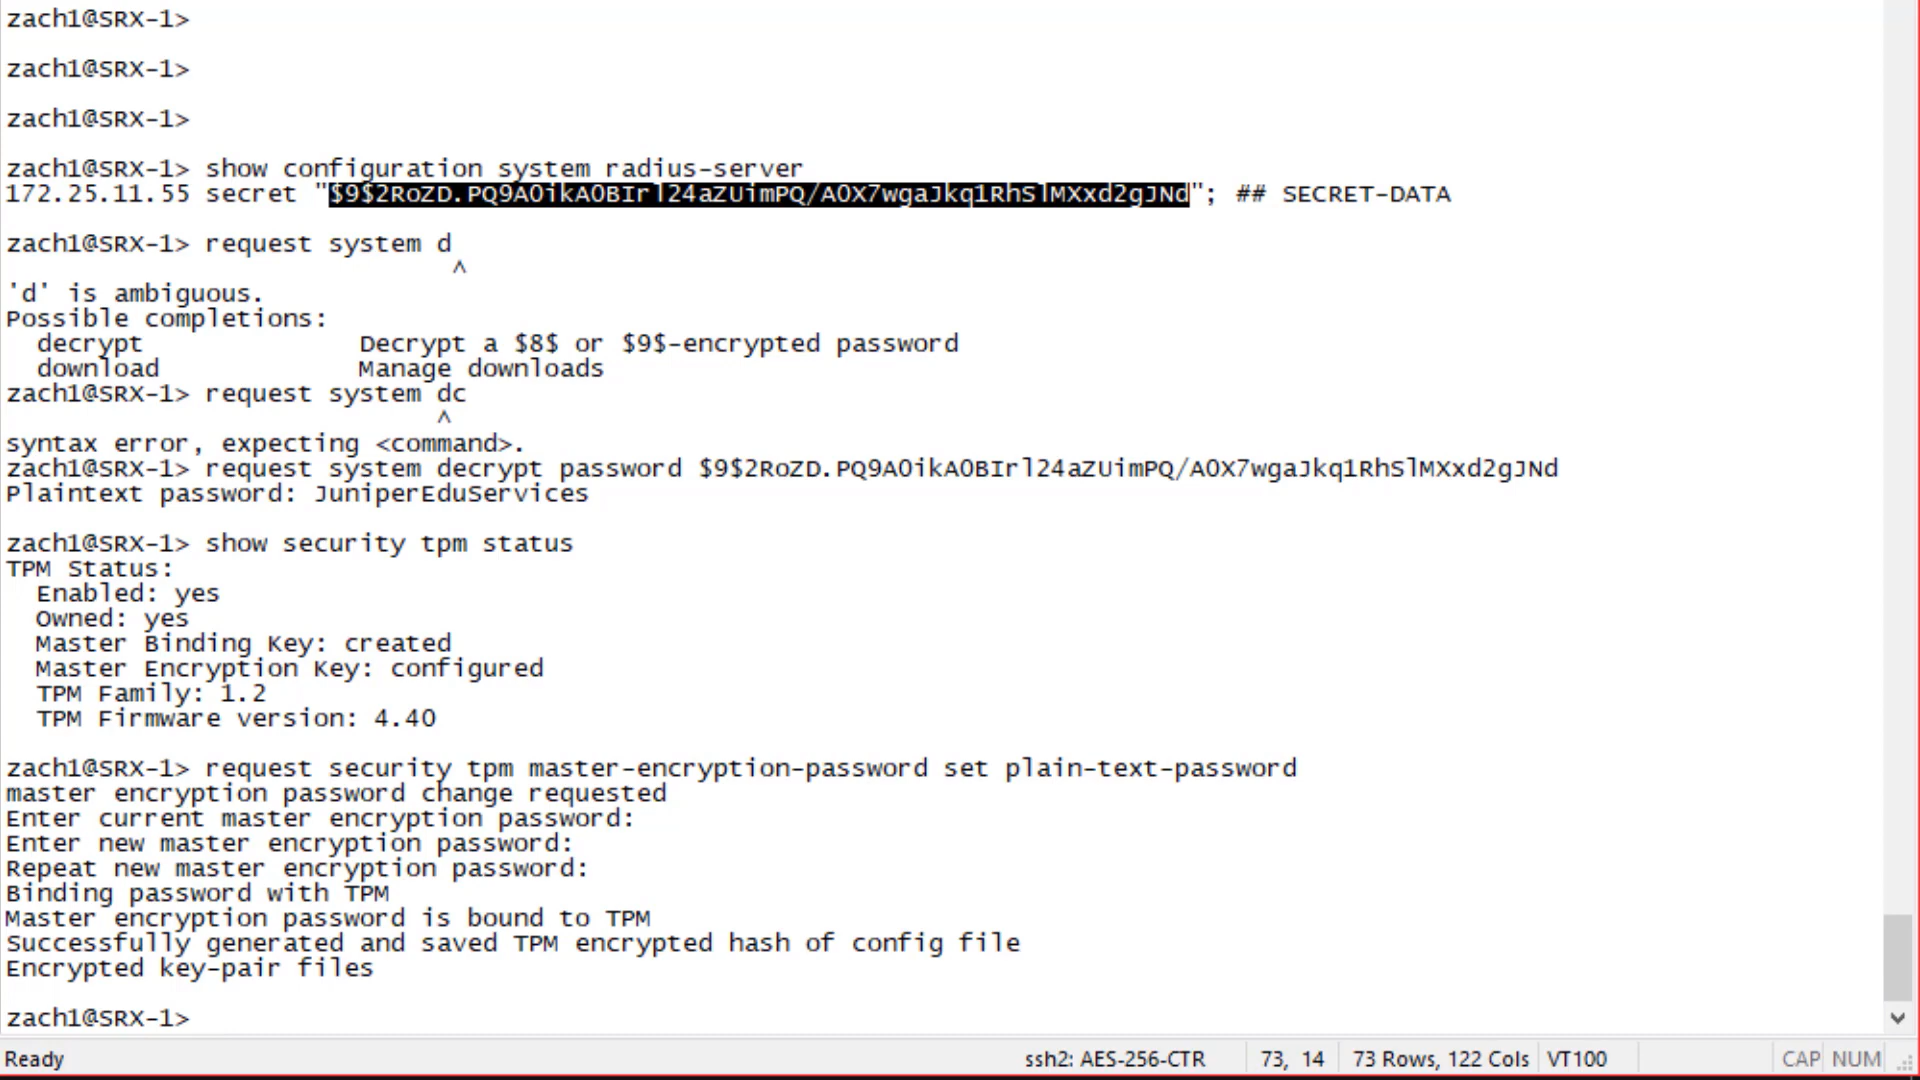 zach1@SRX-1>
zach1@SRX-1>
zach1@SRX-1>
zach1@SRX-1> show configuration system radius-server
172.25.11.55 secret "$9$2RoZD.PQ9A0ikA0BIrl24aZUimPQ/A0X7wgaJkq1RhSlMXxd2gJNd"; ## SECRET-DATA
zach1@SRX-1> request system d
^
'd' is ambiguous.
Possible completions:
decrypt Decrypt a $8$ or $9$-encrypted password
download Manage downloads
zach1@SRX-1> request system dc
^
syntax error, expecting <command>.
zach1@SRX-1> request system decrypt password $9$2RoZD.PQ9A0ikA0BIrl24aZUimPQ/A0X7wgaJkq1RhSlMXxd2gJNd
Plaintext password: JuniperEduServices
zach1@SRX-1> show security tpm status
TPM Status:
Enabled: yes
Owned: yes
Master Binding Key: created
Master Encryption Key: configured
TPM Family: 1.2
TPM Firmware version: 4.40
zach1@SRX-1> request security tpm master-encryption-password set plain-text-password
master encryption password change requested
Enter current master encryption password:
Enter new master encryption password:
Repeat new master encryption password:
Binding password with TPM
Master encryption password is bound to TPM
Successfully generated and saved TPM encrypted hash of config file
Encrypted key-pair files
zach1@SRX-1>
Ready ssh2: AES-256-CTR 73, 14 73 Rows, 122 Cols VT100 CAP NUM